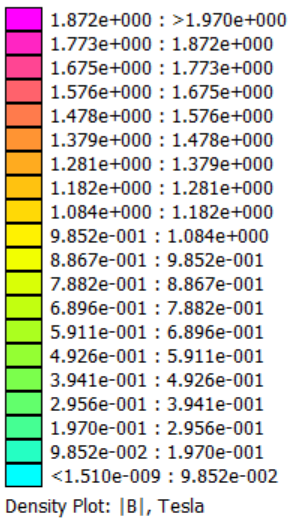 1.872e+000 : >1.970e+000
1.773e+000 : 1.872e+000
1.675e+000 : 1.773e+000
1.576e+000 : 1.675e+000
1.478e+000 : 1.576e+000
1.379e+000 : 1.478e+000
1.281e+000 : 1.379e+000
1.182e+000 : 1.281e+000
1.084e+000 : 1.182e+000
9.852e-001 : 1.084e+000
8.867e-001 : 9.852e-001
7.882e-001 : 8.867e-001
6.896e-001 : 7.882e-001
5.911e-001 : 6.896e-001
4.926e-001 : 5.911e-001
3.941e-001 : 4.926e-001
2.956e-001 : 3.941e-001
1.970e-001 : 2.956e-001
9.852e-002 : 1.970e-001
<1.510e-009 : 9.852e-002
Density Plot: |B|, Tesla